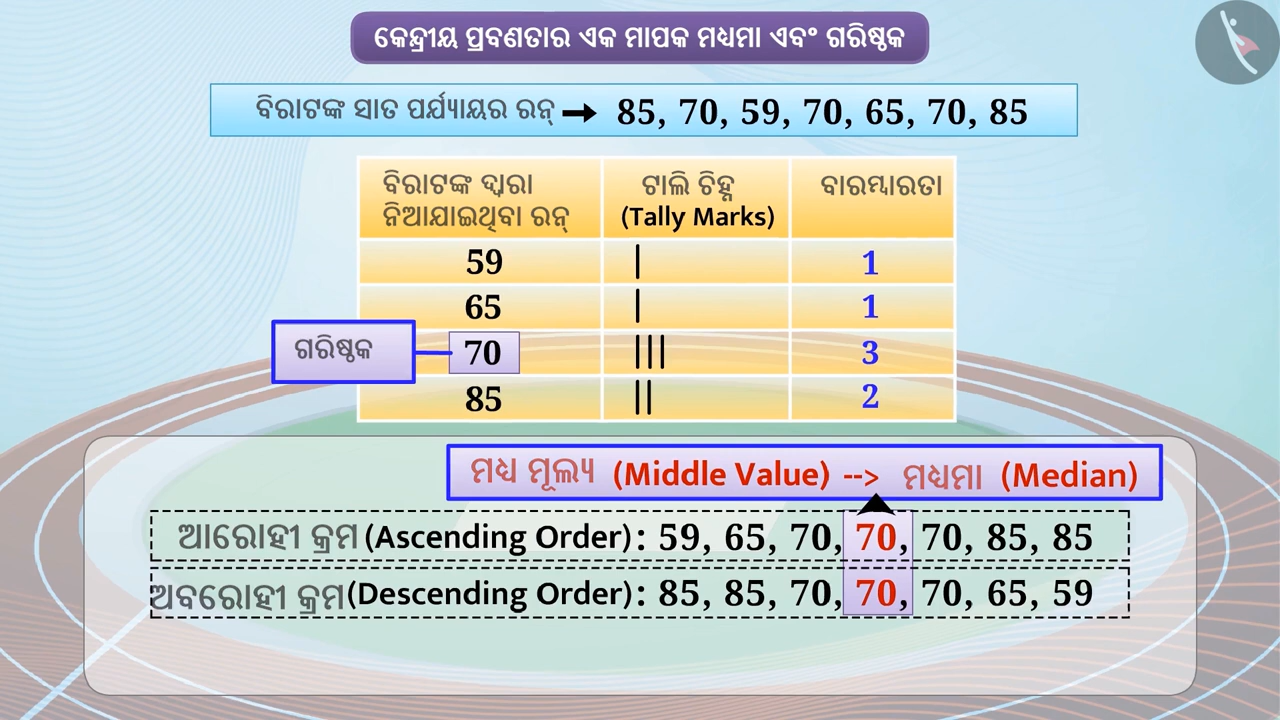 କେନ୍ଦ୍ରୀୟ ପ୍ରବଣତାର ଏକ ମାପକ ମଧ୍ୟମା ଏବଂ ଗରିଷ୍ଠକ
ବିରାଟଙ୍କ ସାତ ପର୍ଯ୍ୟାୟର ରନ୍ → 85, 70, 59, 70, 65, 70, 85
ବିରାଟଙ୍କ ଦ୍ୱାରା ନିଆଯାଇଥିବା ରନ୍ ଟାଲି ଚିହ୍ନ (Tally Marks) ବାରମ୍ବାରତା
59 | 1
65 | 1
ଗରିଷ୍ଠକ 70 ||| 3
85 || 2
ମଧ୍ୟ ମୂଲ୍ୟ (Middle Value) --> ମଧ୍ୟମା (Median)
ଆରୋହୀ କ୍ରମ (Ascending Order) : 59, 65, 70, 70, 70, 85, 85
ଅବରୋହୀ କ୍ରମ (Descending Order) : 85, 85, 70, 70, 70, 65, 59